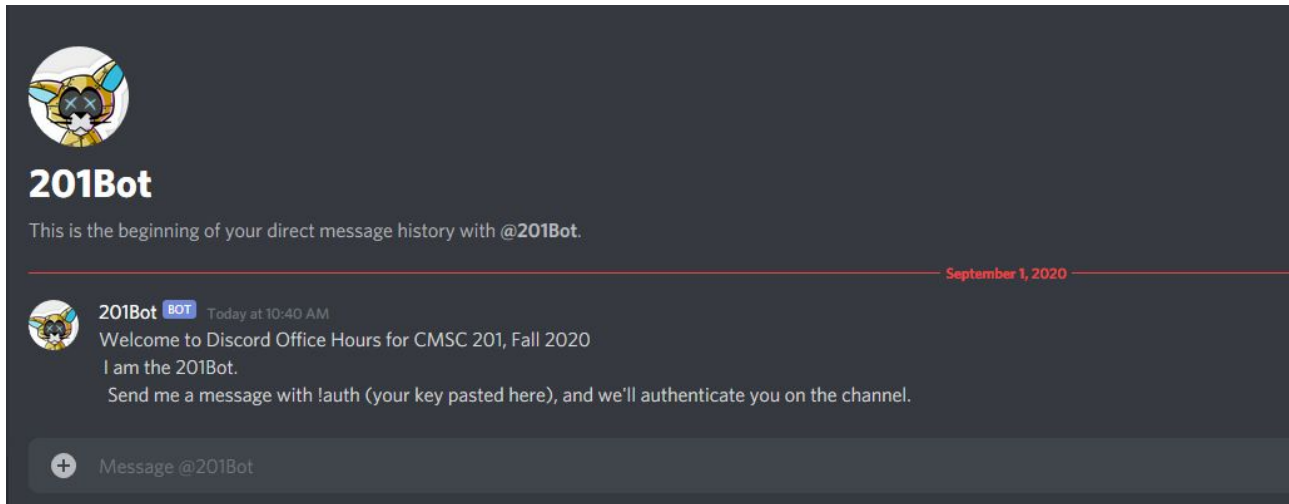 201Bot
This is the beginning of your direct message history with @201Bot.
September 1, 2020
201Bot BOT Today at 10:40 AM
Welcome to Discord Office Hours for CMSC 201, Fall 2020
I am the 201Bot.
Send me a message with !auth (your key pasted here), and we'll authenticate you on the channel.
Message @201Bot